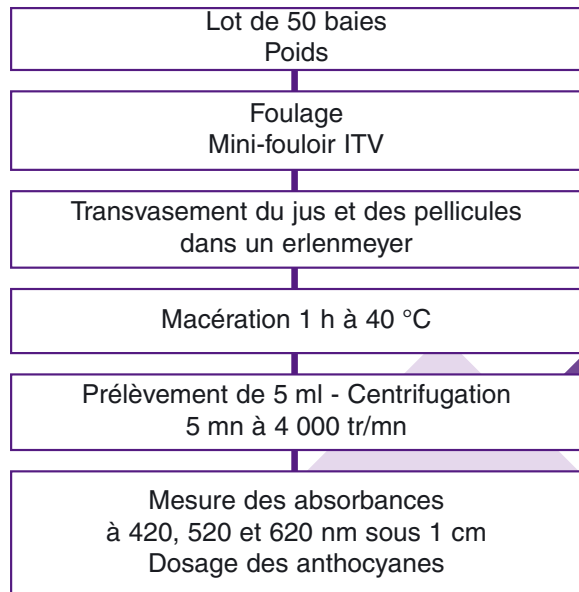 Lot de 50 baies
Poids
Foulage
Mini-fouloir ITV
Transvasement du jus et des pellicules
dans un erlenmeyer
Macération 1 h à 40 °C
Prélèvement de 5 ml - Centrifugation
5 mn à 4 000 tr/mn
Mesure des absorbances
à 420, 520 et 620 nm sous 1 cm
Dosage des anthocyanes